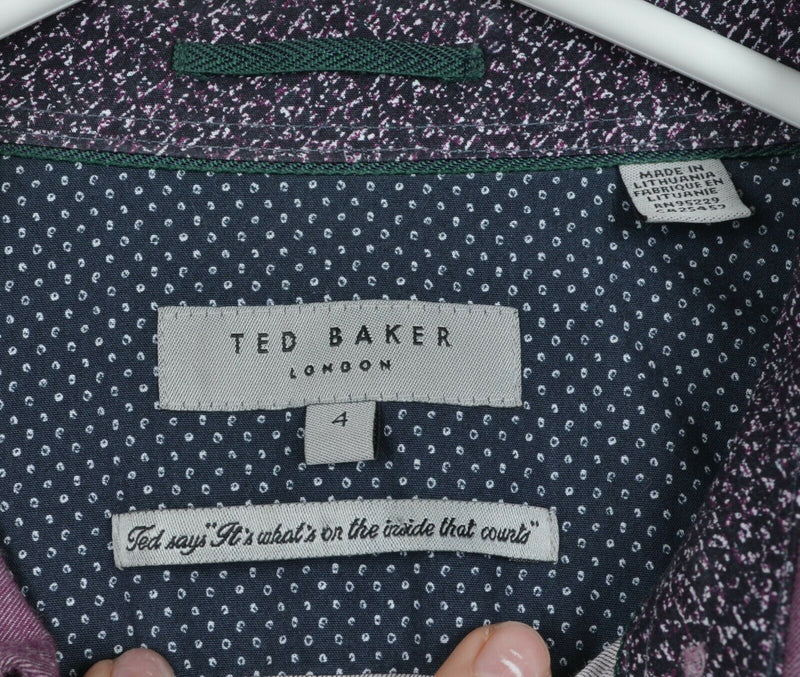 MADE IN
LITHUANIA
FABRIQUE EN
LITUANIE
RN95229
TED BAKER
LONDON
4
Ted says "It's what's on the inside that counts"